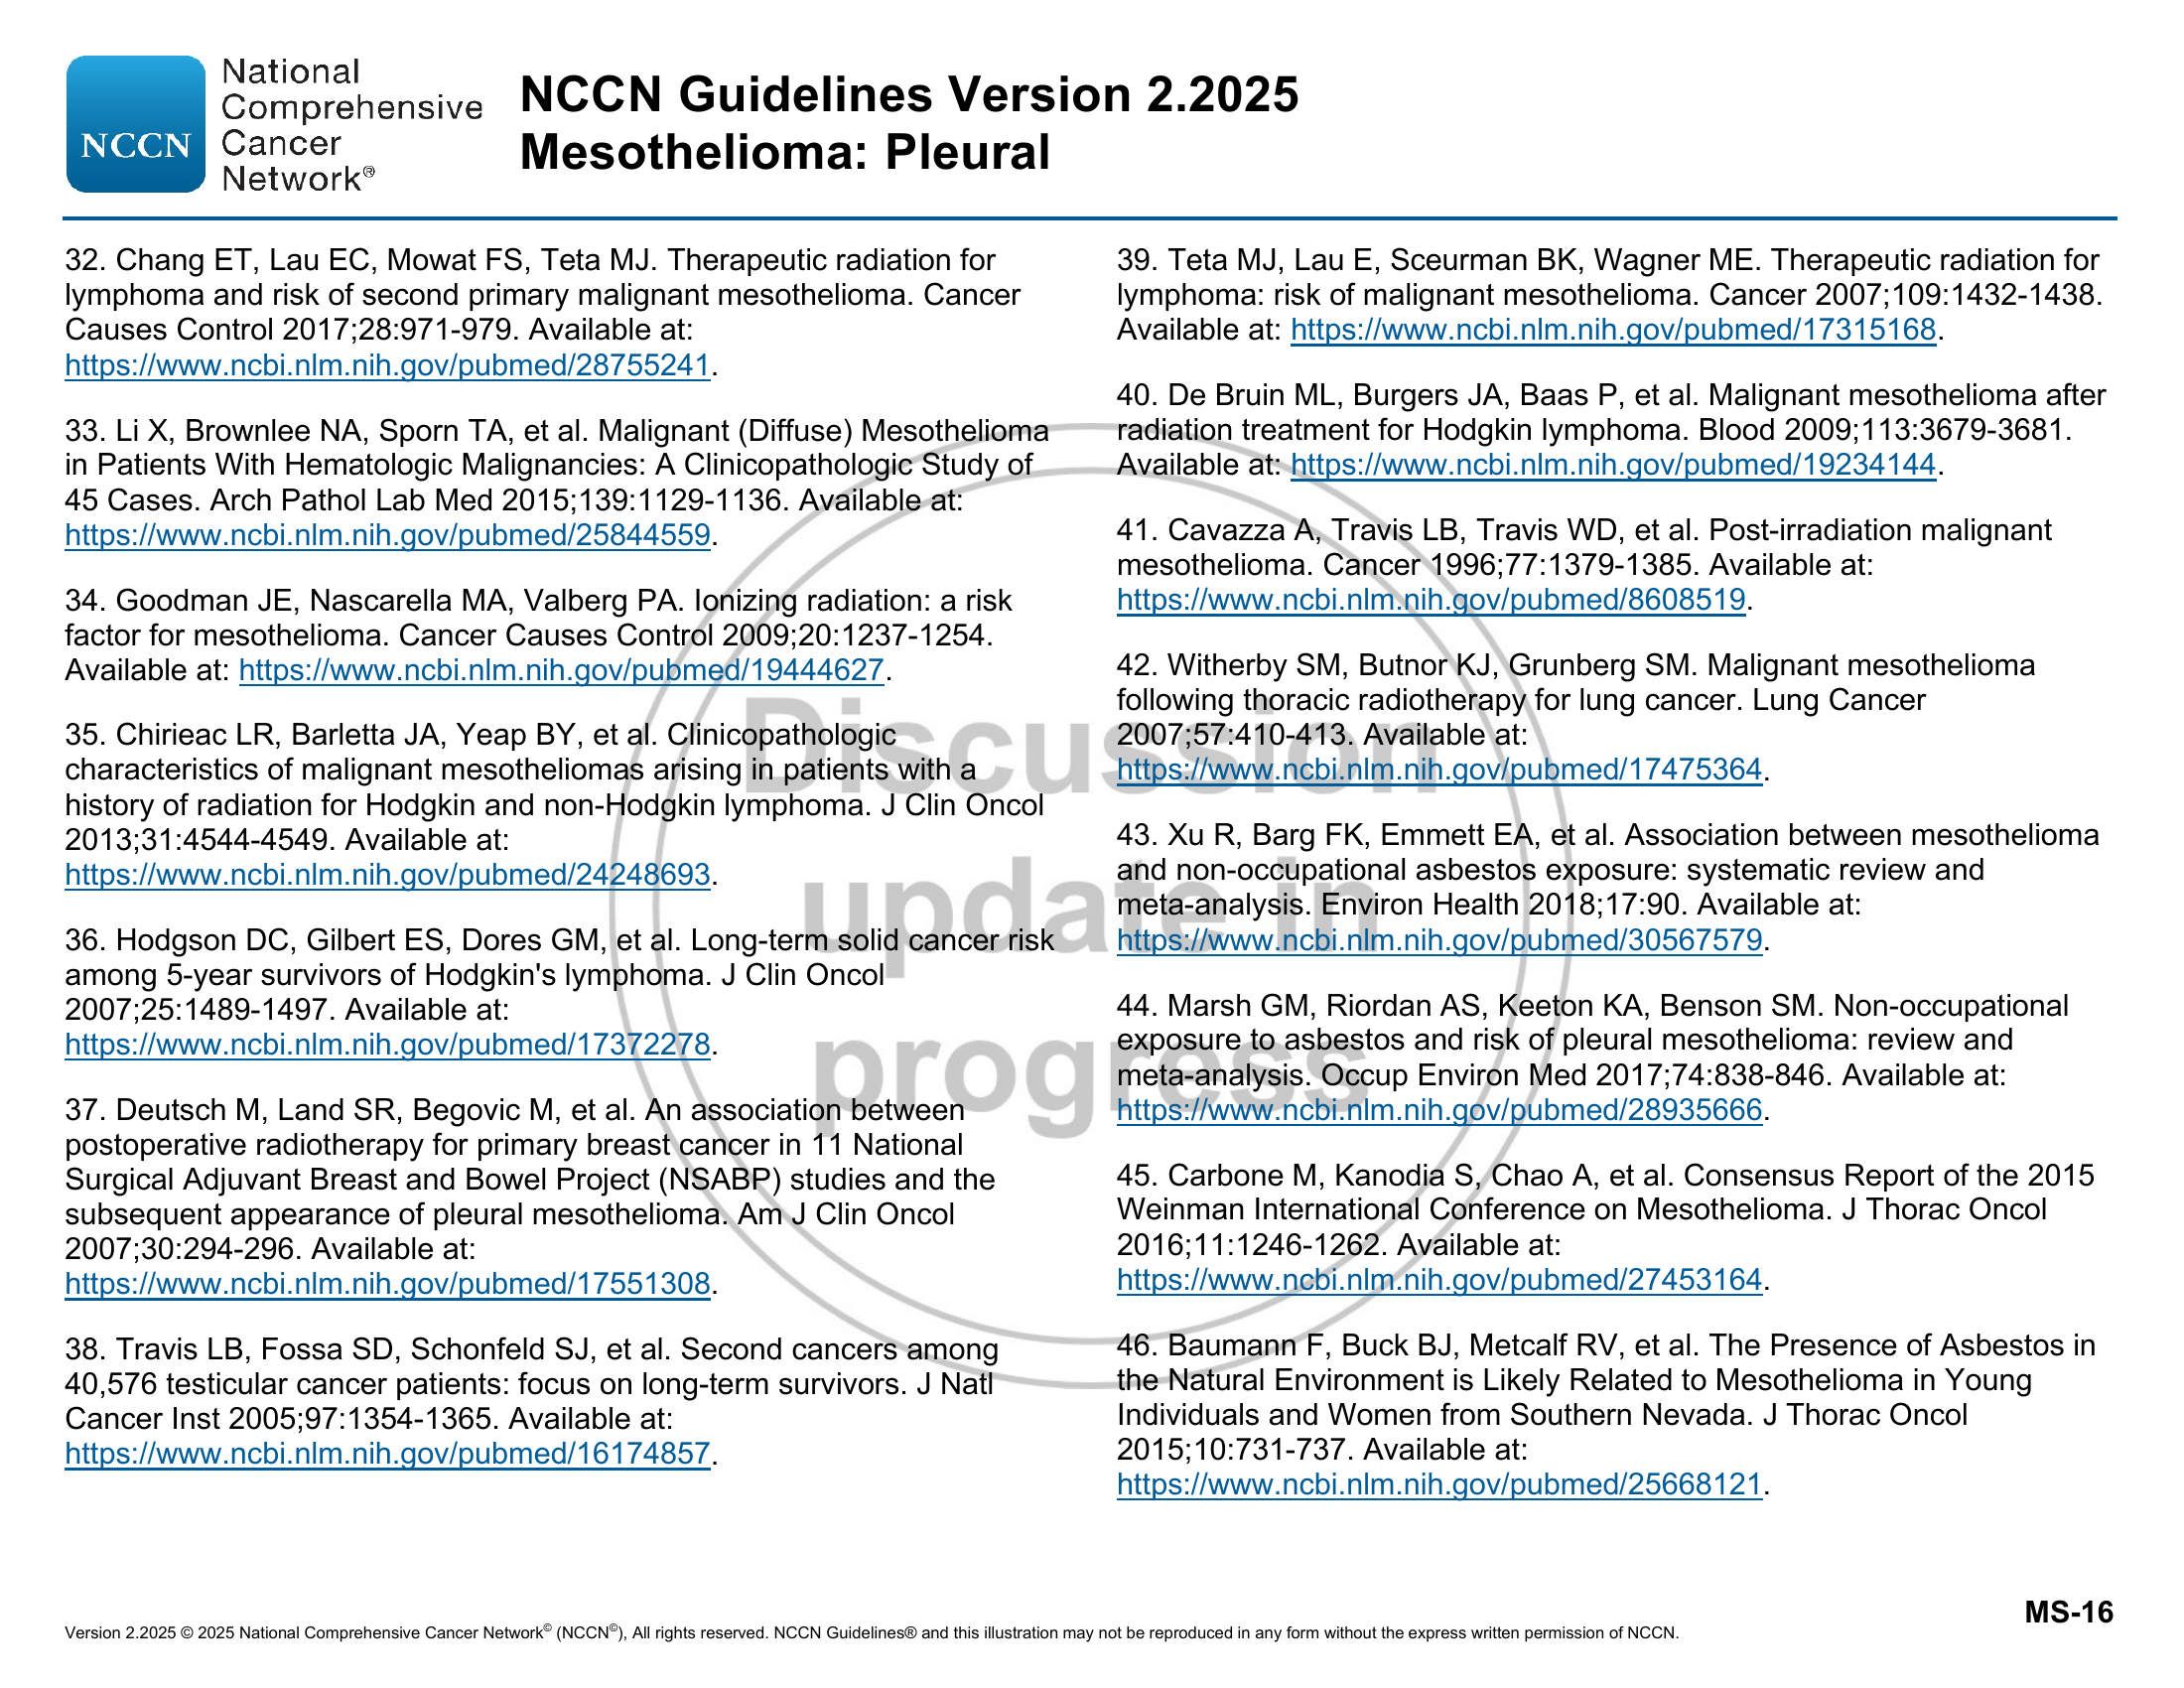 NCCN
National
Comprehensive
Cancer
Network®
NCCN Guidelines Version 2.2025
Mesothelioma: Pleural
32. Chang ET, Lau EC, Mowat FS, Teta MJ. Therapeutic radiation for
lymphoma and risk of second primary malignant mesothelioma. Cancer
Causes Control 2017;28:971-979. Available at:
https://www.ncbi.nlm.nih.gov/pubmed/28755241.
33. Li X, Brownlee NA, Sporn TA, et al. Malignant (Diffuse) Mesothelioma
in Patients With Hematologic Malignancies: A Clinicopathologic Study of
45 Cases. Arch Pathol Lab Med 2015;139:1129-1136. Available at:
https://www.ncbi.nlm.nih.gov/pubmed/25844559.
34. Goodman JE, Nascarella MA, Valberg PA. Ionizing radiation: a risk
factor for mesothelioma. Cancer Causes Control 2009;20:1237-1254.
Available at: https://www.ncbi.nlm.nih.gov/pubmed/19444627.
35. Chirieac LR, Barletta JA, Yeap BY, et al. Clinicopathologic
characteristics of malignant mesotheliomas arising in patients with a
history of radiation for Hodgkin and non-Hodgkin lymphoma. J Clin Oncol
2013;31:4544-4549. Available at:
https://www.ncbi.nlm.nih.gov/pubmed/24248693.
36. Hodgson DC, Gilbert ES, Dores GM, et al. Long-term solid cancer risk
among 5-year survivors of Hodgkin's lymphoma. J Clin Oncol
2007;25:1489-1497. Available at:
https://www.ncbi.nlm.nih.gov/pubmed/17372278.
37. Deutsch M, Land SR, Begovic M, et al. An association between
postoperative radiotherapy for primary breast cancer in 11 National
Surgical Adjuvant Breast and Bowel Project (NSABP) studies and the
subsequent appearance of pleural mesothelioma. Am J Clin Oncol
2007;30:294-296. Available at:
https://www.ncbi.nlm.nih.gov/pubmed/17551308.
38. Travis LB, Fossa SD, Schonfeld SJ, et al. Second cancers among
40,576 testicular cancer patients: focus on long-term survivors. J Natl
Cancer Inst 2005;97:1354-1365. Available at:
https://www.ncbi.nlm.nih.gov/pubmed/16174857.
39. Teta MJ, Lau E, Sceurman BK, Wagner ME. Therapeutic radiation for
lymphoma: risk of malignant mesothelioma. Cancer 2007;109:1432-1438.
Available at: https://www.ncbi.nlm.nih.gov/pubmed/17315168.
40. De Bruin ML, Burgers JA, Baas P, et al. Malignant mesothelioma after
radiation treatment for Hodgkin lymphoma. Blood 2009;113:3679-3681.
Available at: https://www.ncbi.nlm.nih.gov/pubmed/19234144.
41. Cavazza A, Travis LB, Travis WD, et al. Post-irradiation malignant
mesothelioma. Cancer 1996;77:1379-1385. Available at:
https://www.ncbi.nlm.nih.gov/pubmed/8608519.
42. Witherby SM, Butnor KJ, Grunberg SM. Malignant mesothelioma
following thoracic radiotherapy for lung cancer. Lung Cancer
2007;57:410-413. Available at:
https://www.ncbi.nlm.nih.gov/pubmed/17475364.
43. Xu R, Barg FK, Emmett EA, et al. Association between mesothelioma
and non-occupational asbestos exposure: systematic review and
meta-analysis. Environ Health 2018;17:90. Available at:
https://www.ncbi.nlm.nih.gov/pubmed/30567579.
44. Marsh GM, Riordan AS, Keeton KA, Benson SM. Non-occupational
exposure to asbestos and risk of pleural mesothelioma: review and
meta-analysis. Occup Environ Med 2017;74:838-846. Available at:
https://www.ncbi.nlm.nih.gov/pubmed/28935666.
45. Carbone M, Kanodia S, Chao A, et al. Consensus Report of the 2015
Weinman International Conference on Mesothelioma. J Thorac Oncol
2016;11:1246-1262. Available at:
https://www.ncbi.nlm.nih.gov/pubmed/27453164.
46. Baumann F, Buck BJ, Metcalf RV, et al. The Presence of Asbestos in
the Natural Environment is Likely Related to Mesothelioma in Young
Individuals and Women from Southern Nevada. J Thorac Oncol
2015;10:731-737. Available at:
https://www.ncbi.nlm.nih.gov/pubmed/25668121.
Discussion
update in
progress
MS-16
Version 2.2025 © 2025 National Comprehensive Cancer Network© (NCCN©), All rights reserved. NCCN Guidelines® and this illustration may not be reproduced in any form without the express written permission of NCCN.